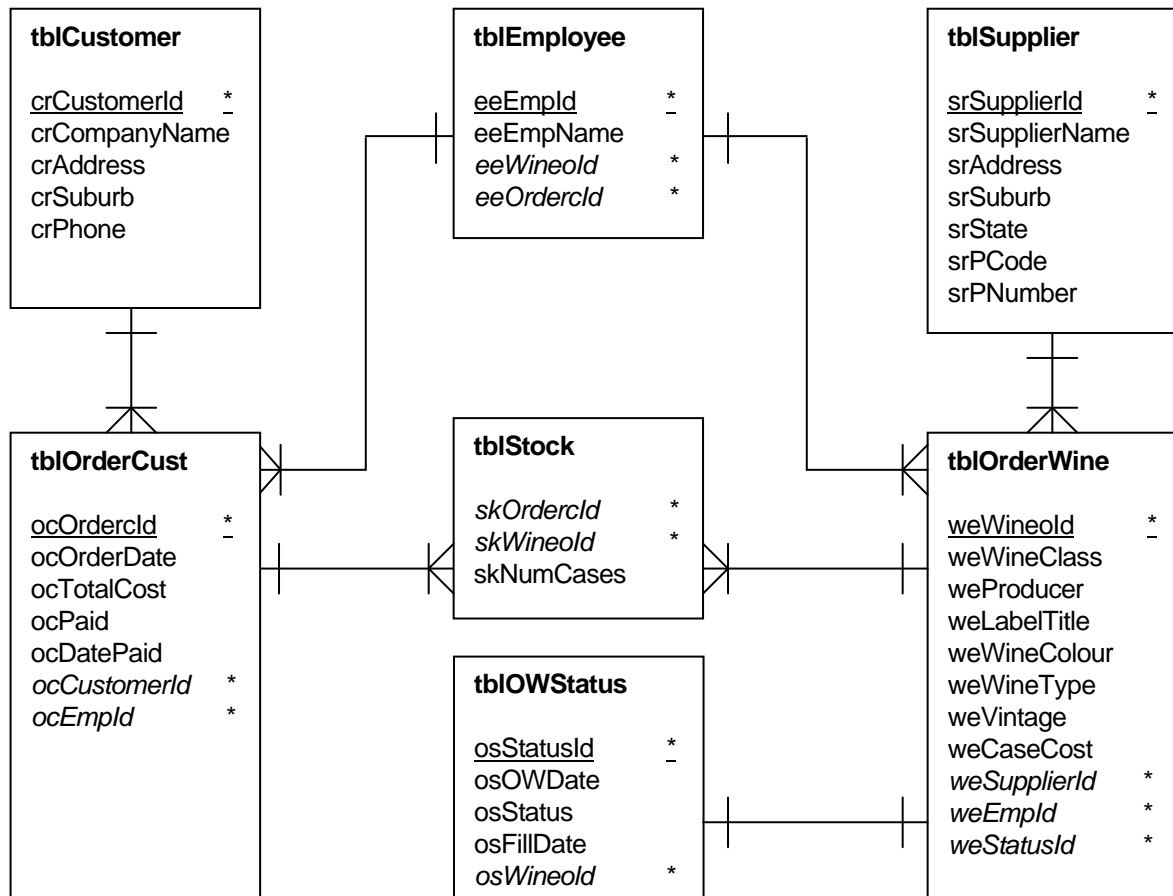 tblCustomer
crCustomerId *
crCompanyName
crAddress
crSuburb
crPhone
tblEmployee
eeEmpId *
eeEmpName
eeWineoId *
eeOrdercId *
tblSupplier
srSupplierId *
srSupplierName
srAddress
srSuburb
srState
srPCode
srPNumber
tblOrderCust
ocOrdercId *
ocOrderDate
ocTotalCost
ocPaid
ocDatePaid
ocCustomerId *
ocEmpId *
tblStock
skOrdercId *
skWineoId *
skNumCases
tblOrderWine
weWineoId *
weWineClass
weProducer
weLabelTitle
weWineColour
weWineType
weVintage
weCaseCost
weSupplierId *
weEmpId *
weStatusId *
tblOWStatus
osStatusId *
osOWDate
osStatus
osFillDate
osWineoId *